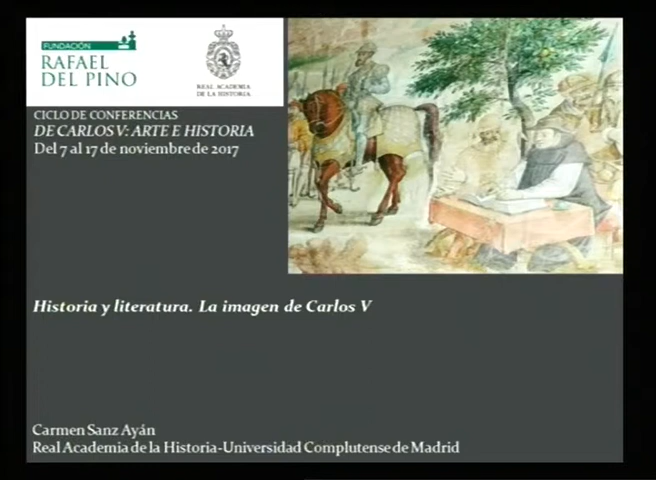 FUNDACIÓN
RAFAEL
DEL PINO
REAL ACADEMIA
DE LA HISTORIA
CICLO DE CONFERENCIAS
DE CARLOS V: ARTE E HISTORIA
Del 7 al 17 de noviembre de 2017
Historia y literatura. La imagen de Carlos V
Carmen Sanz Ayán
Real Academia de la Historia-Universidad Complutense de Madrid